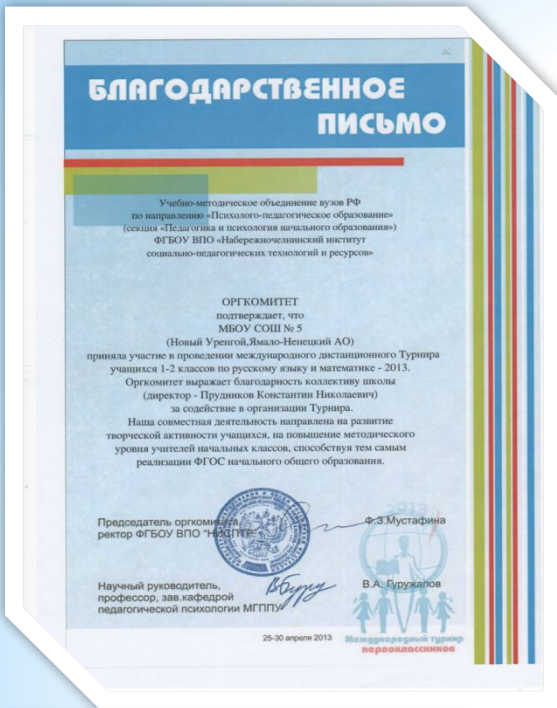 БЛАГОДАРСТВЕННОЕ
ПИСЬМО
Учебно-методическое объединение вузов РФ
по направлению «Психолого-педагогическое образование»
(секция «Педагогика и психология начального образования»)
ФГБОУ ВПО «Набережночелнинский институт
социально-педагогических технологий и ресурсов»
ОРГКОМИТЕТ
подтверждает, что
МБОУ СОШ № 5
(Новый Уренгой,Ямало-Ненецкий АО)
приняла участие в проведении международного дистанционного Турнира
учащихся 1-2 классов по русскому языку и математике - 2013.
Оргкомитет выражает благодарность коллективу школы
(директор - Прудников Константин Николаевич)
за содействие в организации Турнира.
Наша совместная деятельность направлена на развитие
творческой активности учащихся, на повышение методического
уровня учителей начальных классов, способствуя тем самым
реализации ФГОС начального общего образования.
Председатель оргкомитета,
ректор ФГБОУ ВПО "НИСПТР"
Ф.З.Мустафина
2013
Научный руководитель,
профессор, зав.кафедрой
педагогической психологии МГППУ
В.А. Гуружапов
25-30 апреля 2013
Международный турнир
первоклассников